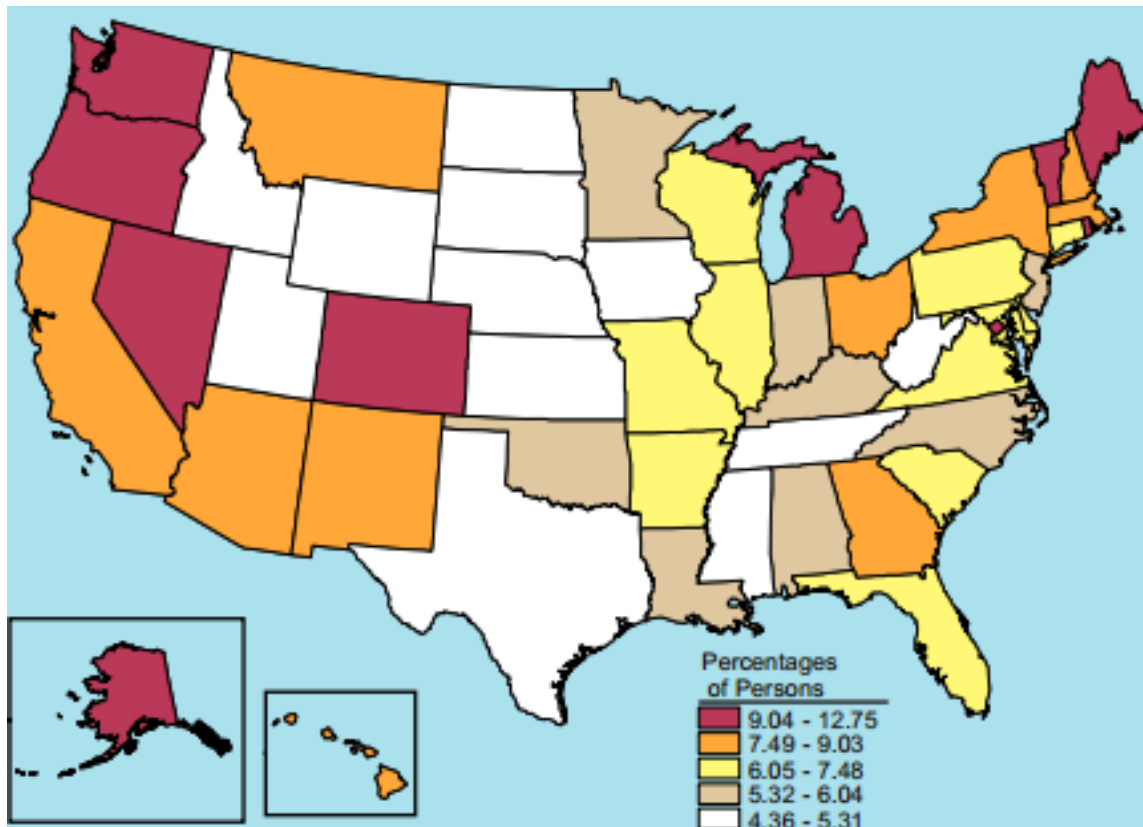 Percentages
of Persons
9.04 - 12.75
7.49 - 9.03
6.05 - 7.48
5.32 - 6.04
4.36 - 5.31